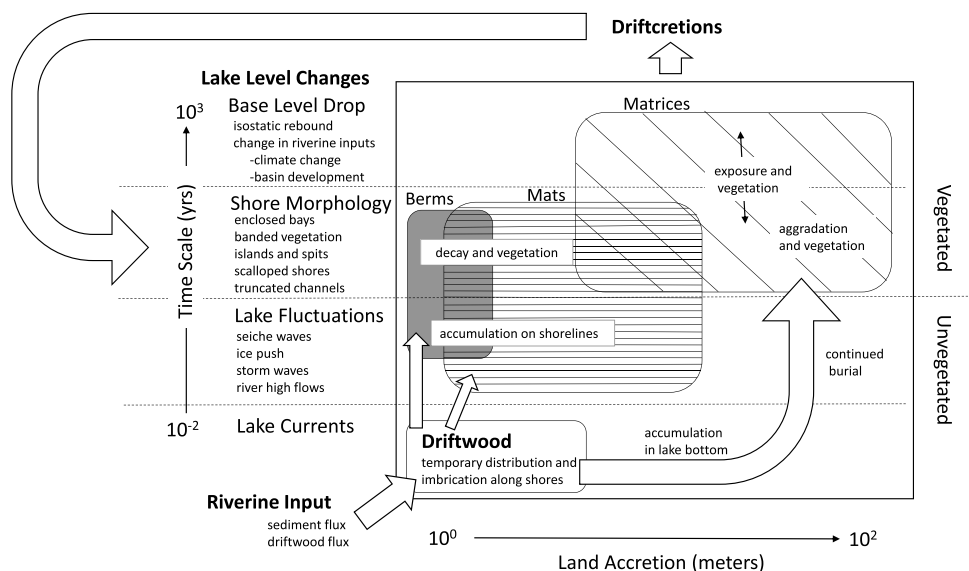 Driftcretions
Lake Level Changes
10³
Base Level Drop
isostatic rebound
change in riverine inputs
-climate change
-basin development
Matrices
exposure and
vegetation
Time Scale (yrs)
Shore Morphology
enclosed bays
banded vegetation
islands and spits
scalloped shores
truncated channels
Berms
Mats
decay and vegetation
aggradation
and vegetation
Vegetated
Lake Fluctuations
seiche waves
ice push
storm waves
river high flows
accumulation on shorelines
continued
burial
Unvegetated
10⁻²
Lake Currents
Driftwood
temporary distribution and
imbrication along shores
accumulation
in lake bottom
Riverine Input
sediment flux
driftwood flux
10⁰
10²
Land Accretion (meters)